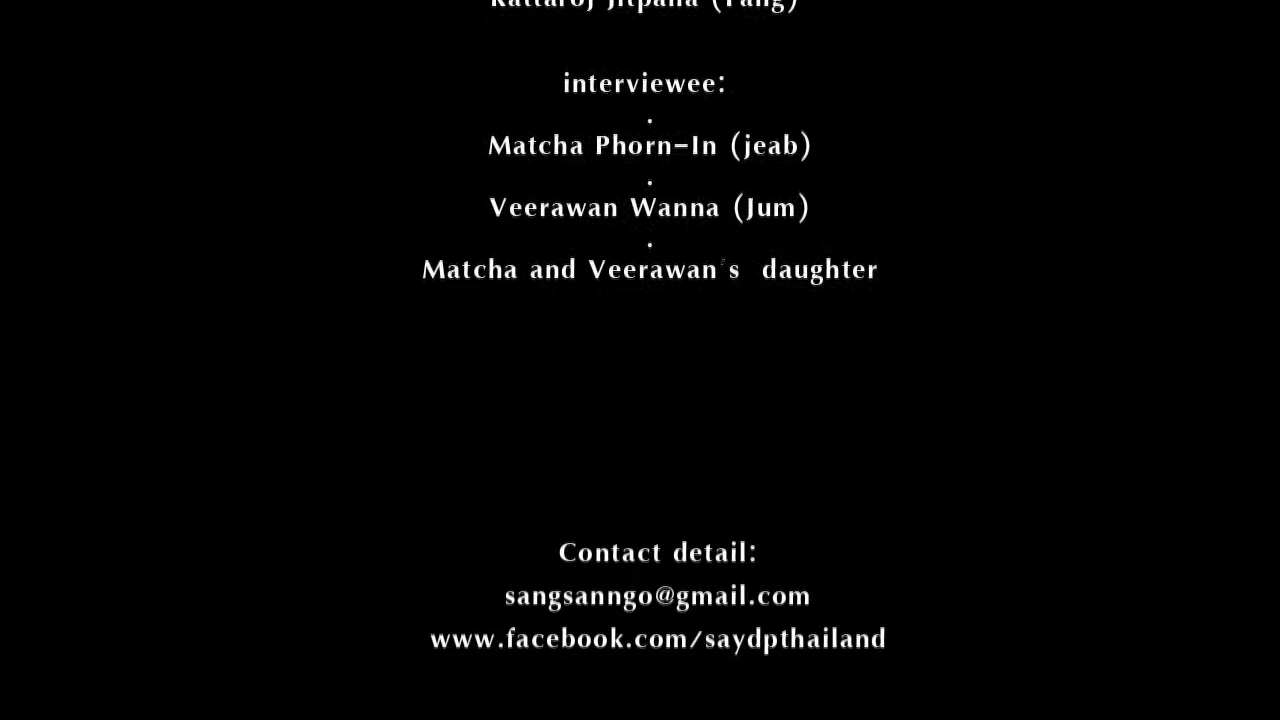 interviewee:
.
Matcha Phorn-In (jeab)
.
Veerawan Wanna (Jum)
.
Matcha and Veerawan's daughter
Contact detail:
sangsanngo@gmail.com
www.facebook.com/saydpthailand